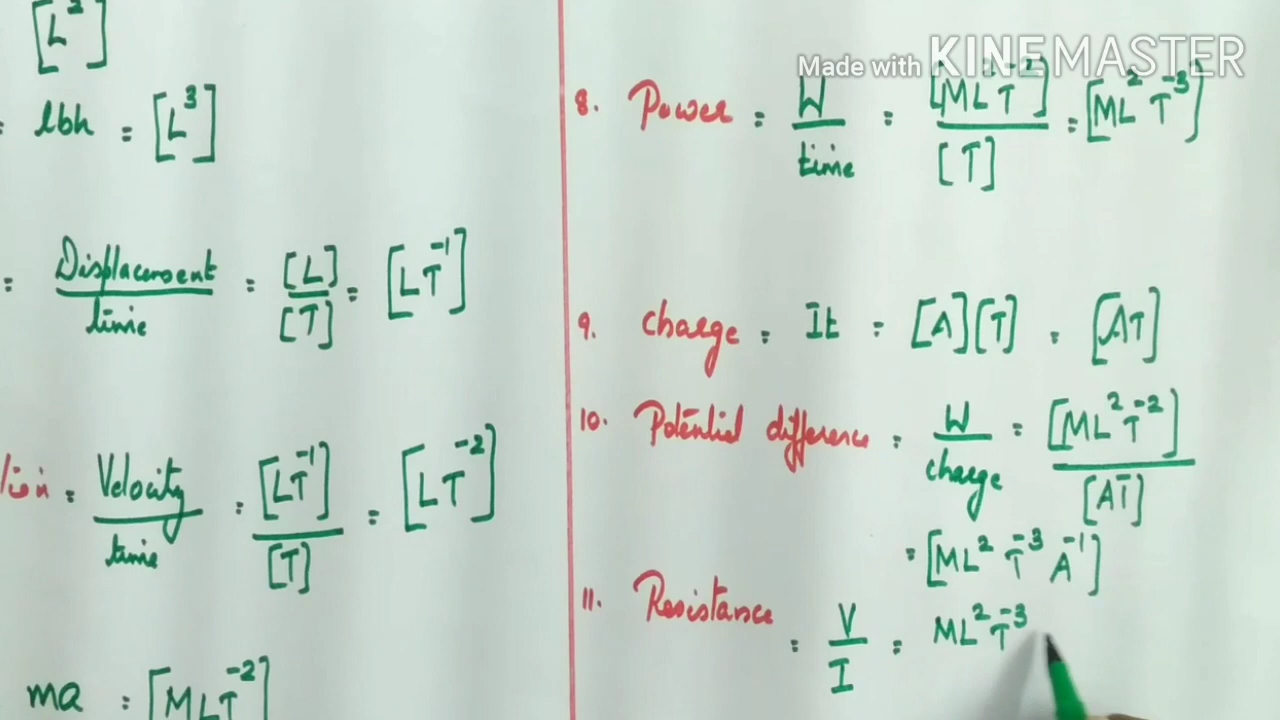 [L²]
= lbh = [L³]
= Displacement / time = [L] / [T] = [LT⁻¹]
tion = Velocity / time = [LT⁻¹] / [T] = [LT⁻²]
ma = [MLT⁻²]
Made with KINEMASTER
8. Power = W / time = [ML²T⁻²] / [T] = [ML²T⁻³]
9. Charge = It = [A][T] = [AT]
10. Potential difference = W / charge = [ML²T⁻²] / [AT]
= [ML²T⁻³A⁻¹]
11. Resistance = V / I = ML²T⁻³